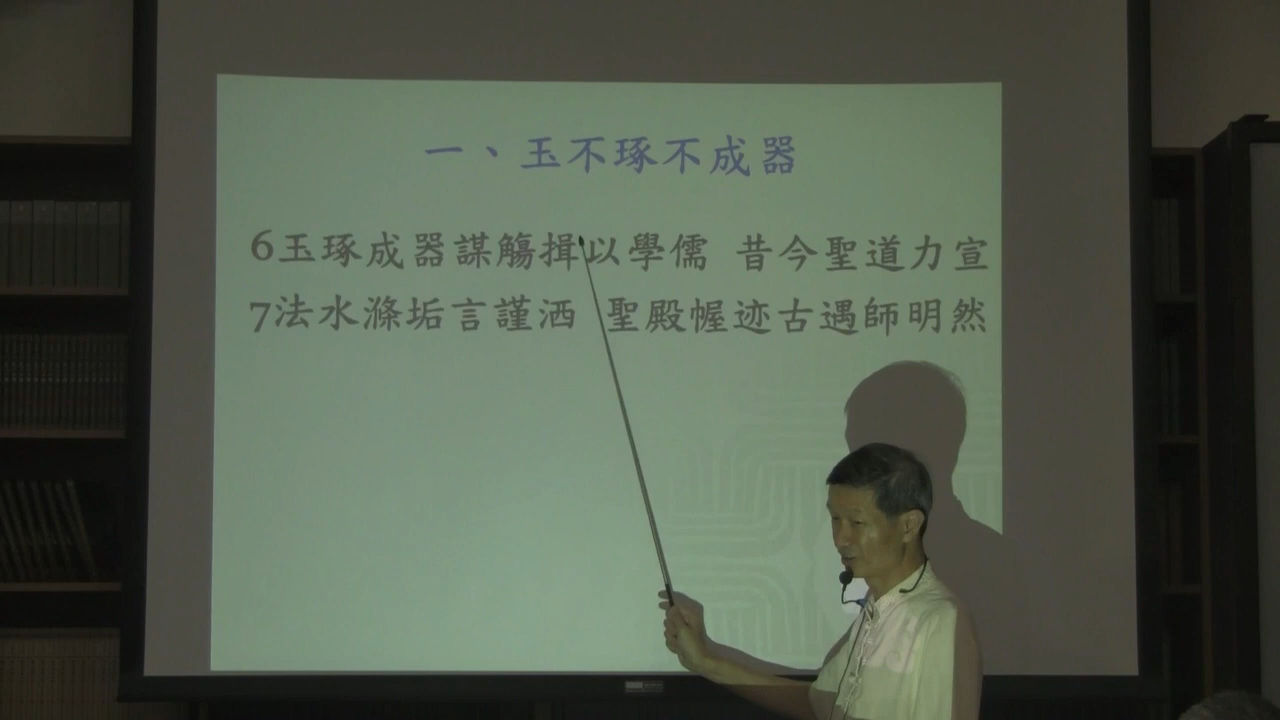 一、玉不琢不成器
6玉琢成器謀觴揖以學儒 昔今聖道力宣
7法水滌垢言謹洒 聖殿幄迹古遇師明然